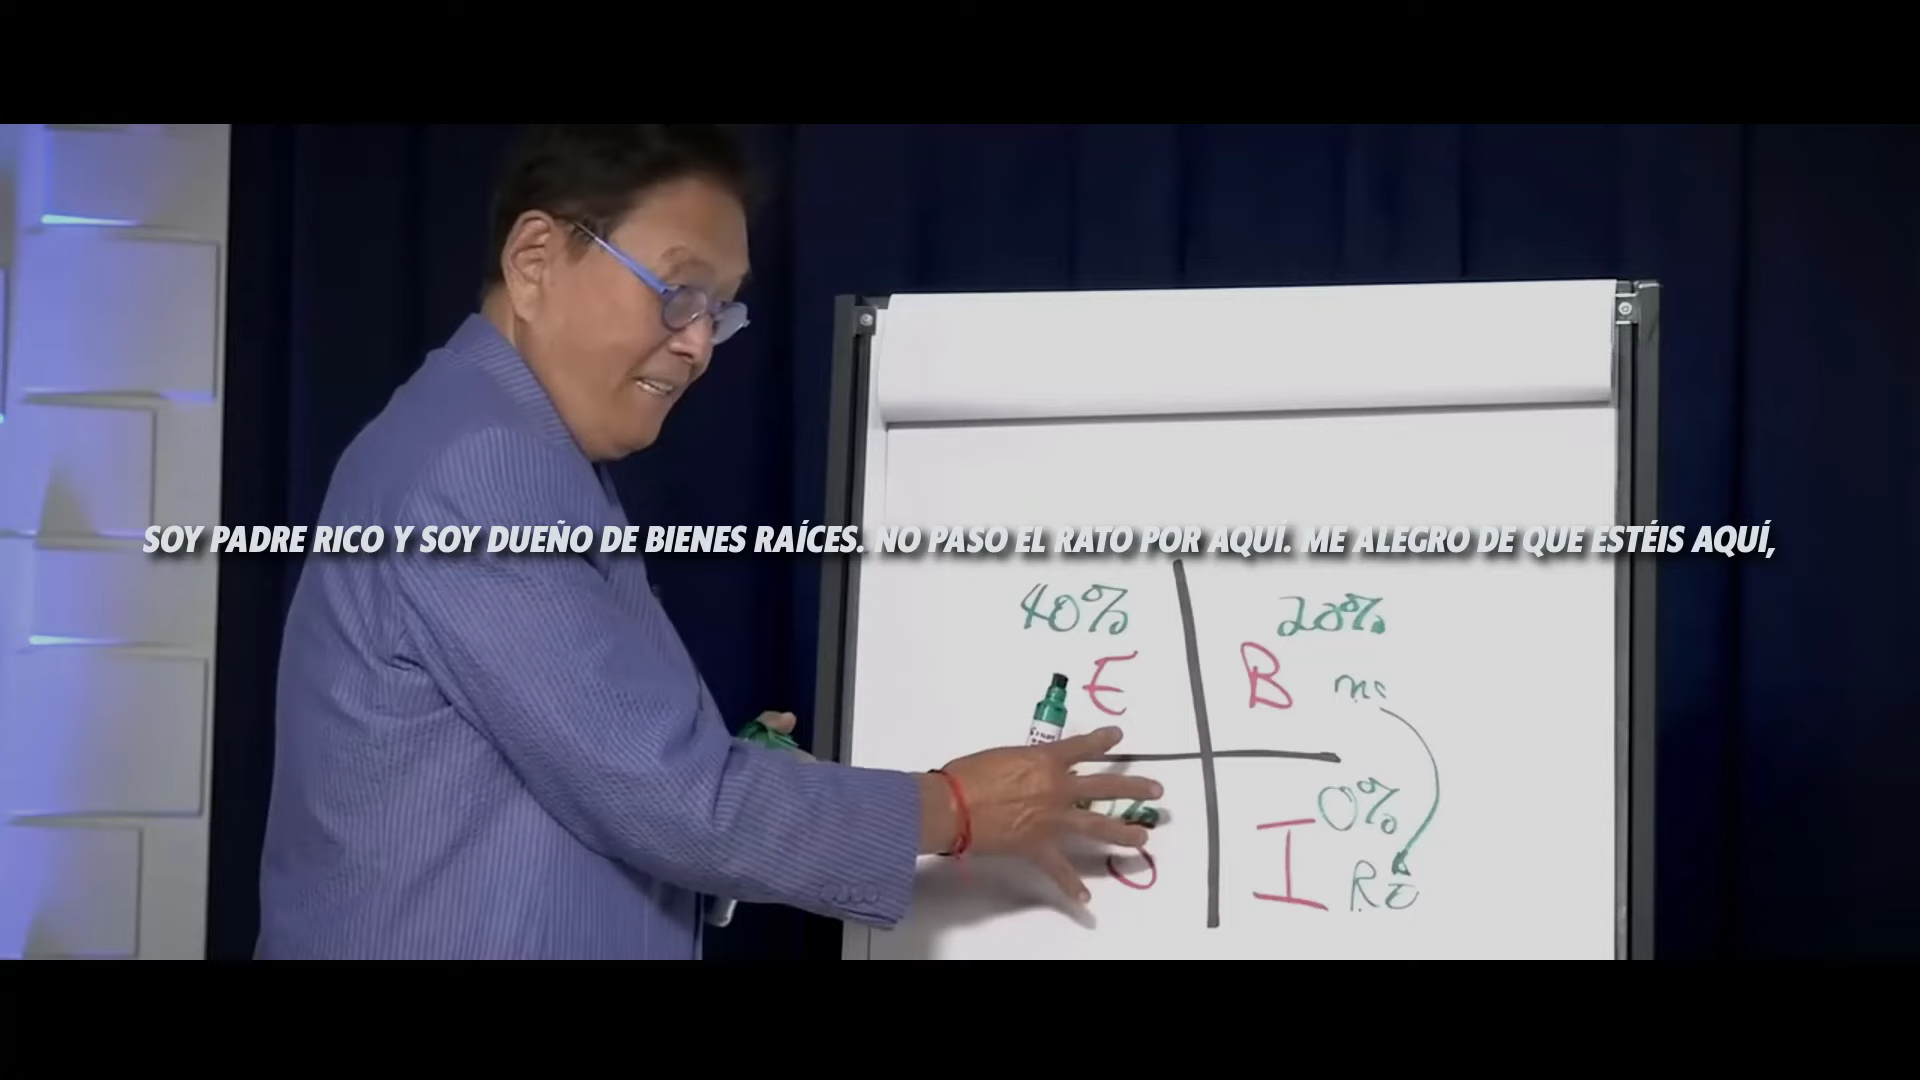 SOY PADRE RICO Y SOY DUEÑO DE BIENES RAÍCES. NO PASO EL RATO POR AQUÍ. ME ALEGRO DE QUE ESTÉIS AQUÍ,
40% 20%
E B
0%
I